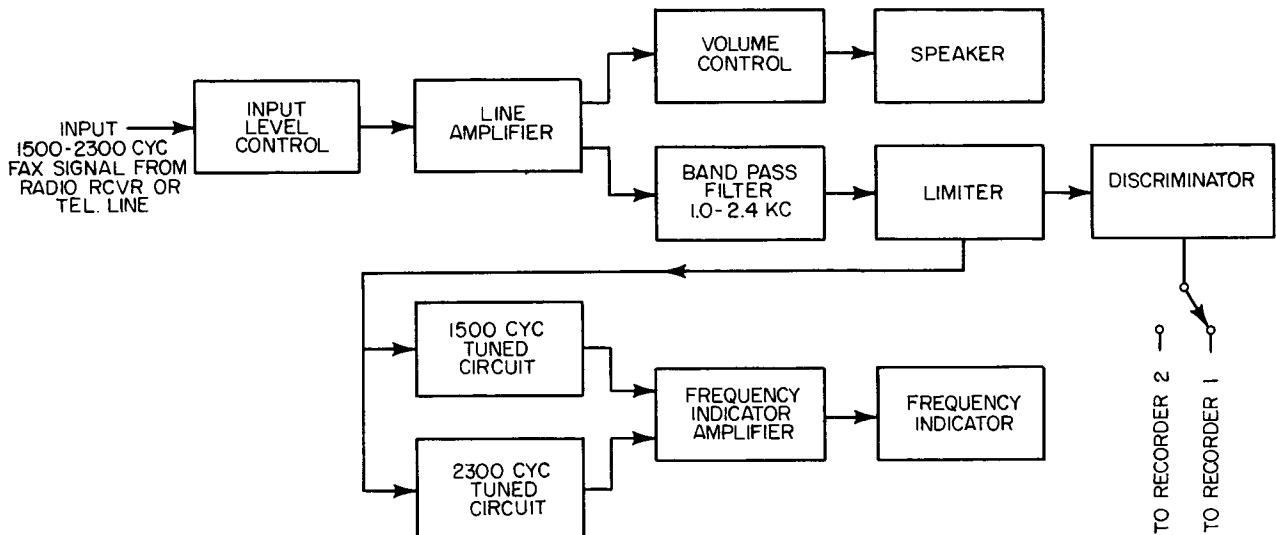 INPUT
1500-2300 CYC
FAX SIGNAL FROM
RADIO RCVR OR
TEL. LINE
INPUT
LEVEL
CONTROL
LINE
AMPLIFIER
VOLUME
CONTROL
SPEAKER
BAND PASS
FILTER
1.0-2.4 KC
LIMITER
DISCRIMINATOR
1500 CYC
TUNED
CIRCUIT
2300 CYC
TUNED
CIRCUIT
FREQUENCY
INDICATOR
AMPLIFIER
FREQUENCY
INDICATOR
TO RECORDER 2
TO RECORDER 1